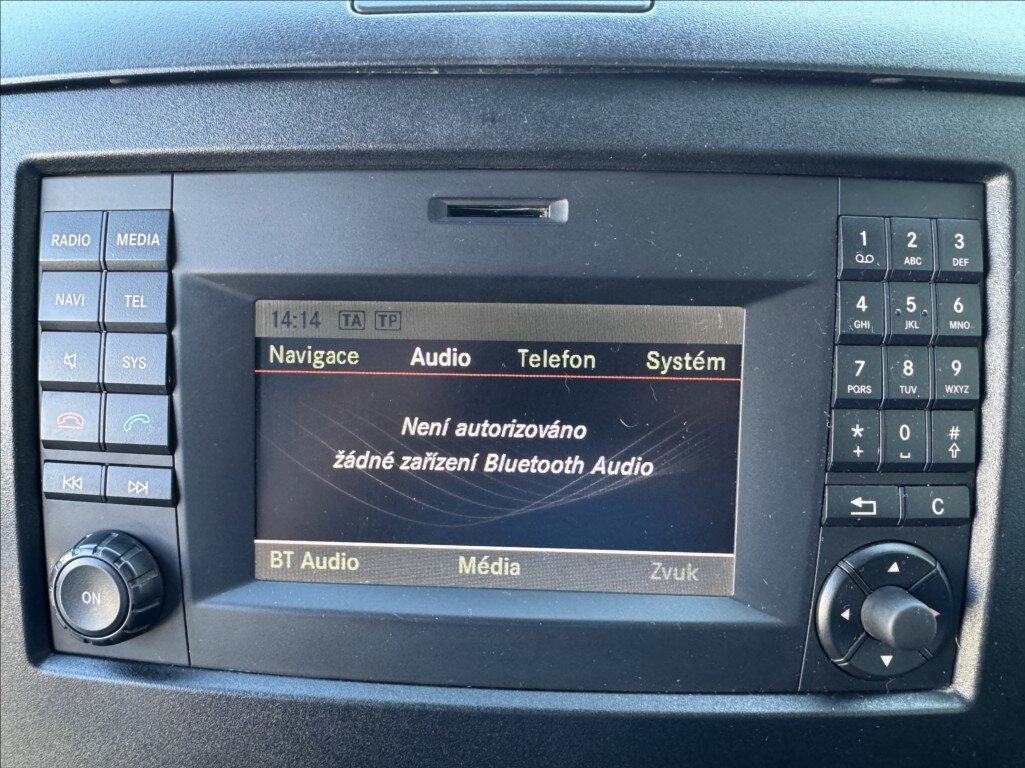 RADIO MEDIA
NAVI TEL
SYS
ON
14:14 TA TP
Navigace Audio Telefon Systém
Není autorizováno
žádné zařízení Bluetooth Audio
BT Audio Média Zvuk
1 2 3
ABC DEF
4 5 6
GHI JKL MNO
7 8 9
PQRS TUV WXYZ
* 0 #
+
C